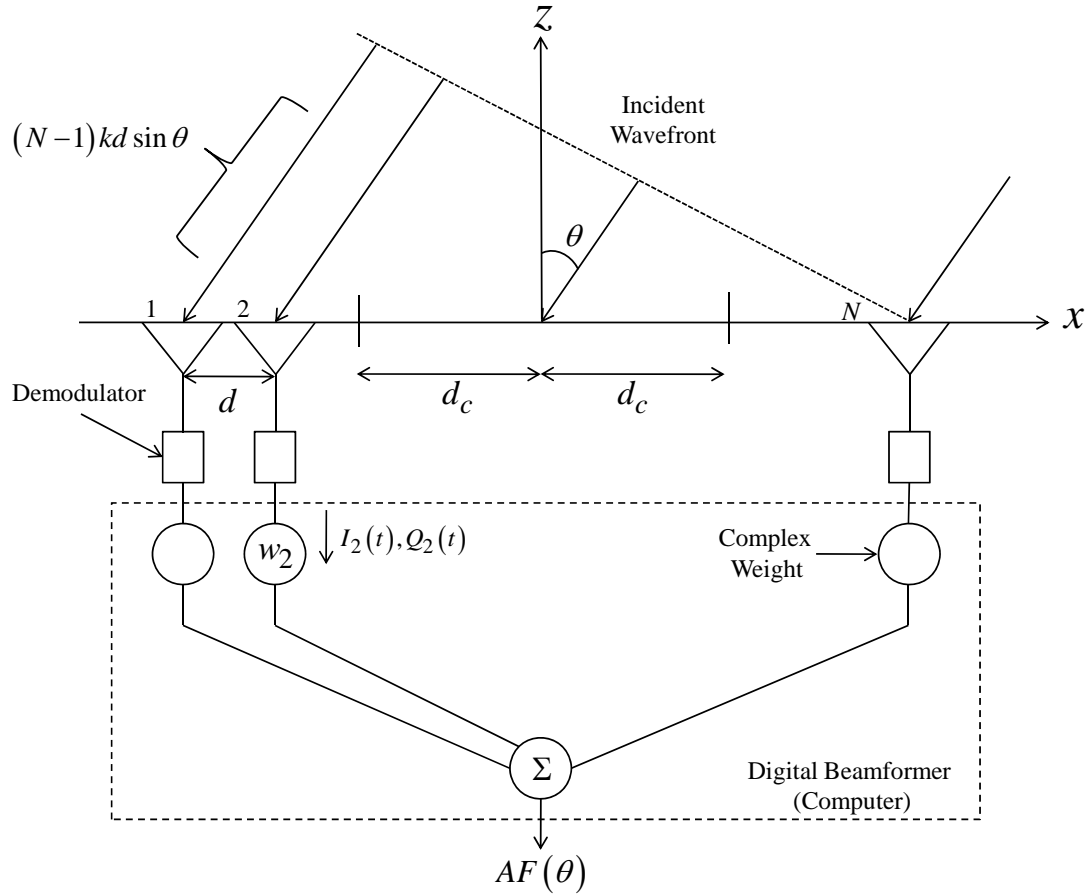 z
Incident
Wavefront
(N − 1) kd sin θ
θ
1
2
N
x
Demodulator
d
d_c
d_c
I_2(t), Q_2(t)
w_2
Complex
Weight
Σ
Digital Beamformer
(Computer)
AF(θ)